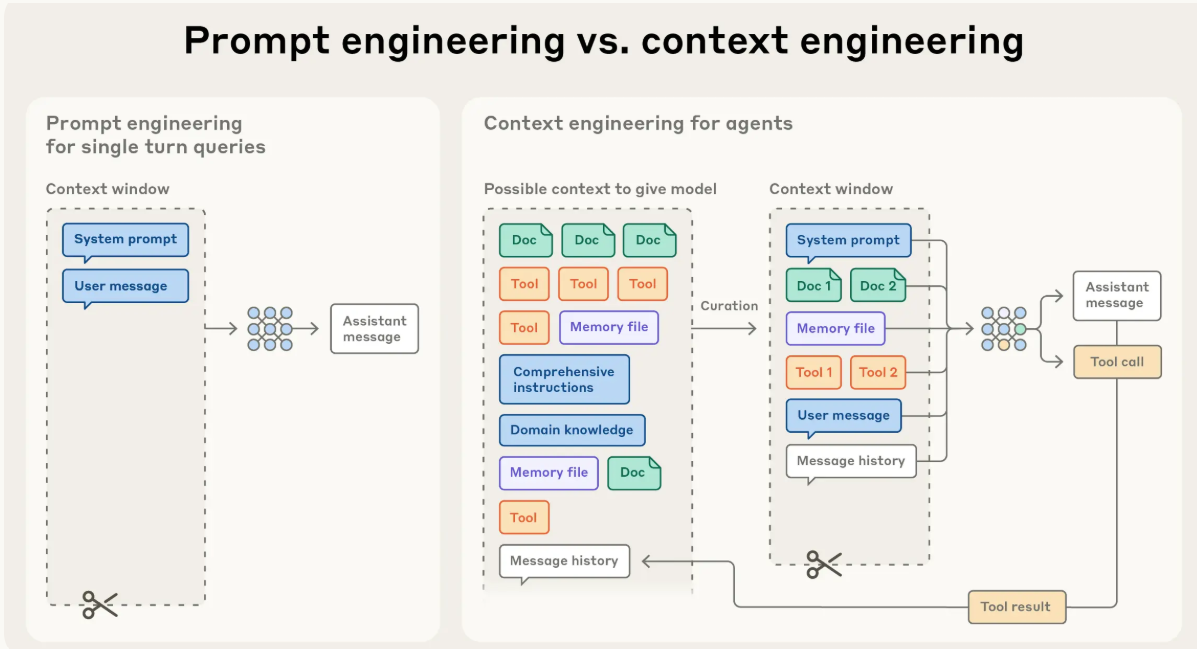 Prompt engineering vs. context engineering
Prompt engineering
for single turn queries
Context window
System prompt
User message
Assistant
message
Context engineering for agents
Possible context to give model
Doc Doc Doc
Tool Tool Tool
Tool Memory file
Comprehensive
instructions
Domain knowledge
Memory file Doc
Tool
Message history
Curation
Context window
System prompt
Doc 1 Doc 2
Memory file
Tool 1 Tool 2
User message
Message history
Assistant
message
Tool call
Tool result